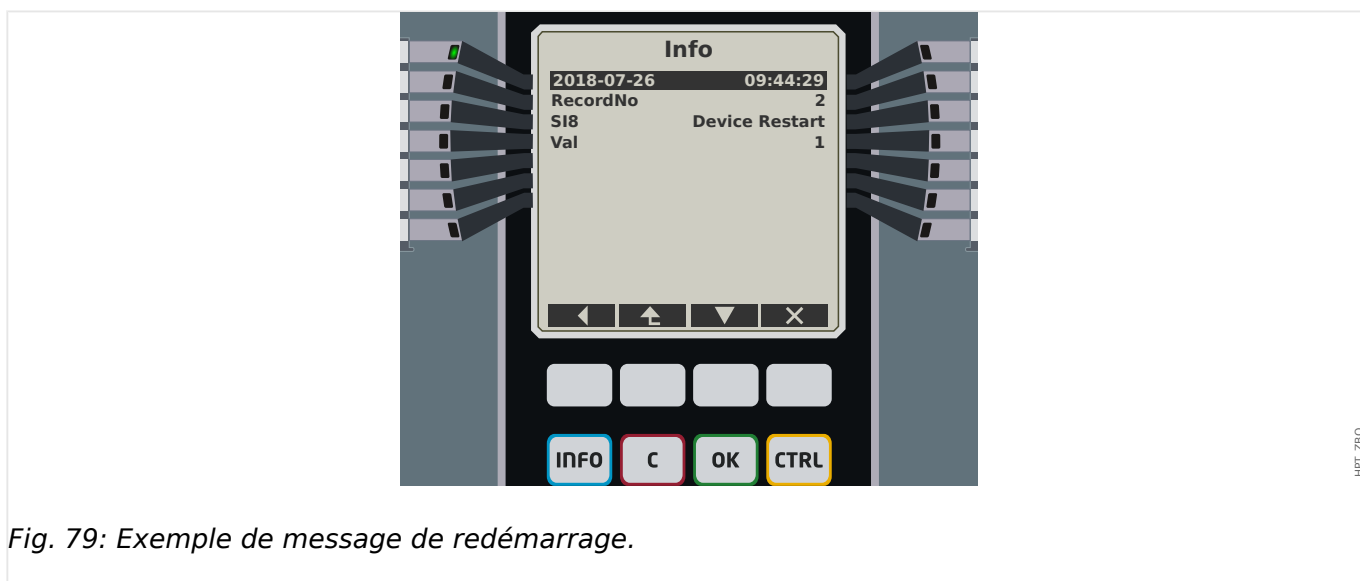 Info
2018-07-26 09:44:29
RecordNo 2
SI8 Device Restart
Val 1
INFO C OK CTRL
HPT_ZBQ
Fig. 79: Exemple de message de redémarrage.